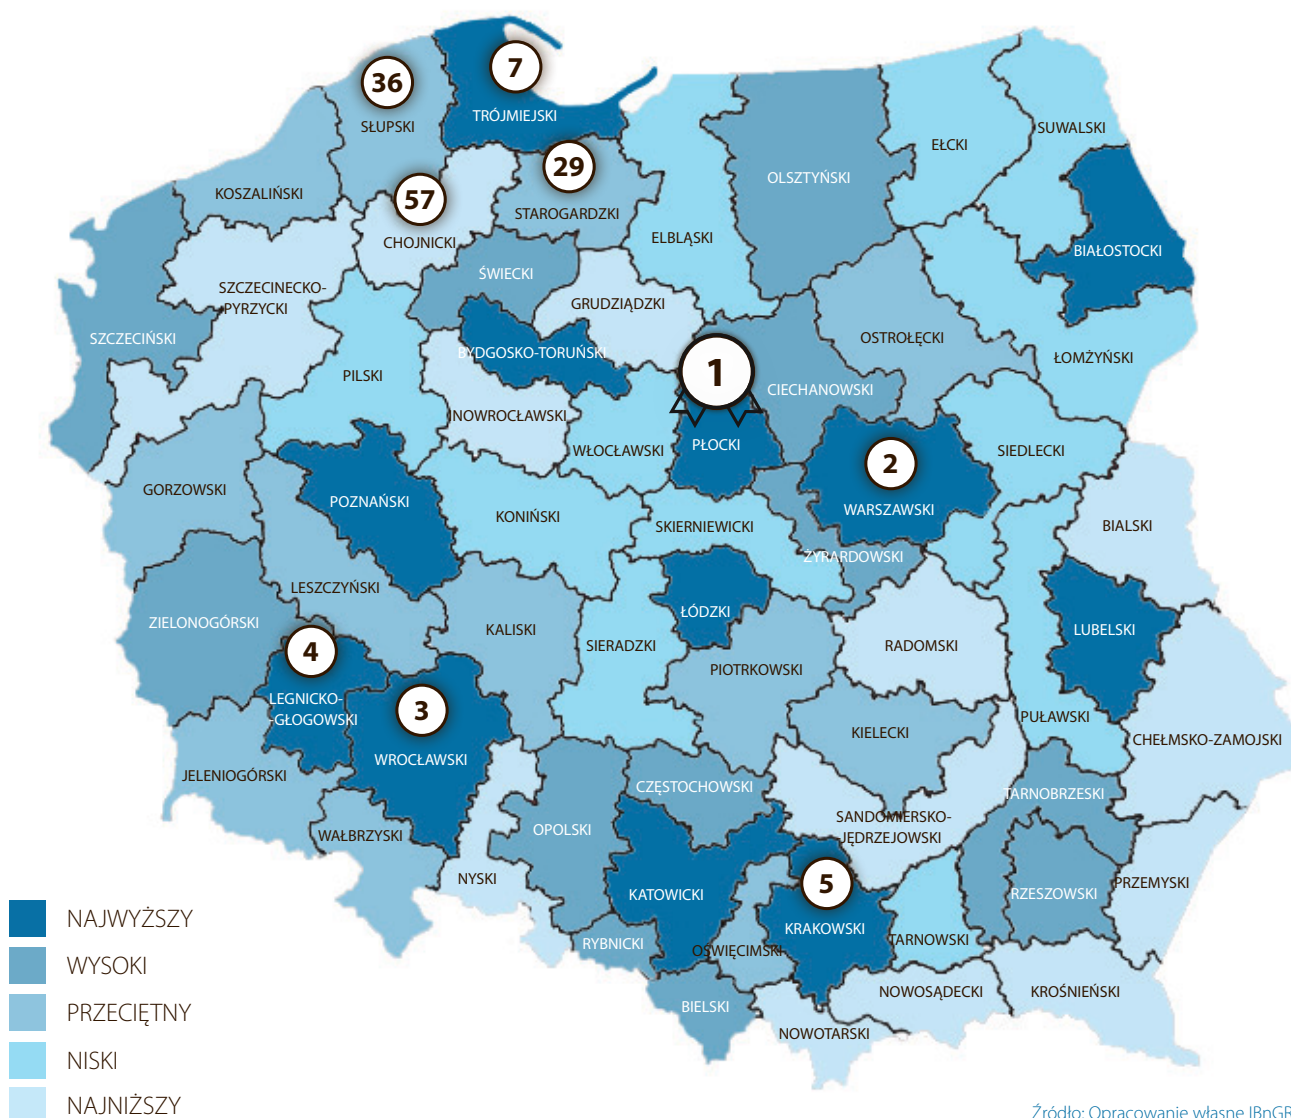 36
SŁUPSKI
7
TRÓJMIEJSKI
29
STAROGARDZKI
57
CHOJNICKI
KOSZALIŃSKI
ELBLĄSKI
OLSZTYŃSKI
EŁCKI
SUWALSKI
BIAŁOSTOCKI
SZCZECIŃSKI
SZCZECINECKO-
-PYRZYCKI
ŚWIECKI
GRUDZIĄDZKI
BYDGOSKO-TORUŃSKI
PILSKI
INOWROCŁAWSKI
WŁOCŁAWSKI
1
PŁOCKI
CIECHANOWSKI
OSTROŁĘCKI
ŁOMŻYŃSKI
GORZOWSKI
POZNAŃSKI
KONIŃSKI
SKIERNIEWICKI
2
WARSZAWSKI
SIEDLECKI
BIALSKI
ŻYRARDOWSKI
LESZCZYŃSKI
ZIELONOGÓRSKI
KALISKI
SIERADZKI
ŁÓDZKI
PIOTRKOWSKI
RADOMSKI
LUBELSKI
4
LEGNICKO-
-GŁOGOWSKI
3
WROCŁAWSKI
PUŁAWSKI
KIELECKI
CHEŁMSKO-ZAMOJSKI
JELENIOGÓRSKI
WAŁBRZYSKI
NYSKI
OPOLSKI
CZĘSTOCHOWSKI
SANDOMIERSKO-
-JĘDRZEJOWSKI
TARNOBRZESKI
KATOWICKI
5
KRAKOWSKI
RZESZOWSKI
PRZEMYSKI
RYBNICKI
OŚWIĘCIMSKI
TARNOWSKI
BIELSKI
NOWOTARSKI
NOWOSĄDECKI
KROŚNIEŃSKI
NAJWYŻSZY
WYSOKI
PRZECIĘTNY
NISKI
NAJNIŻSZY
Źródło: Opracowanie własne IBnGR